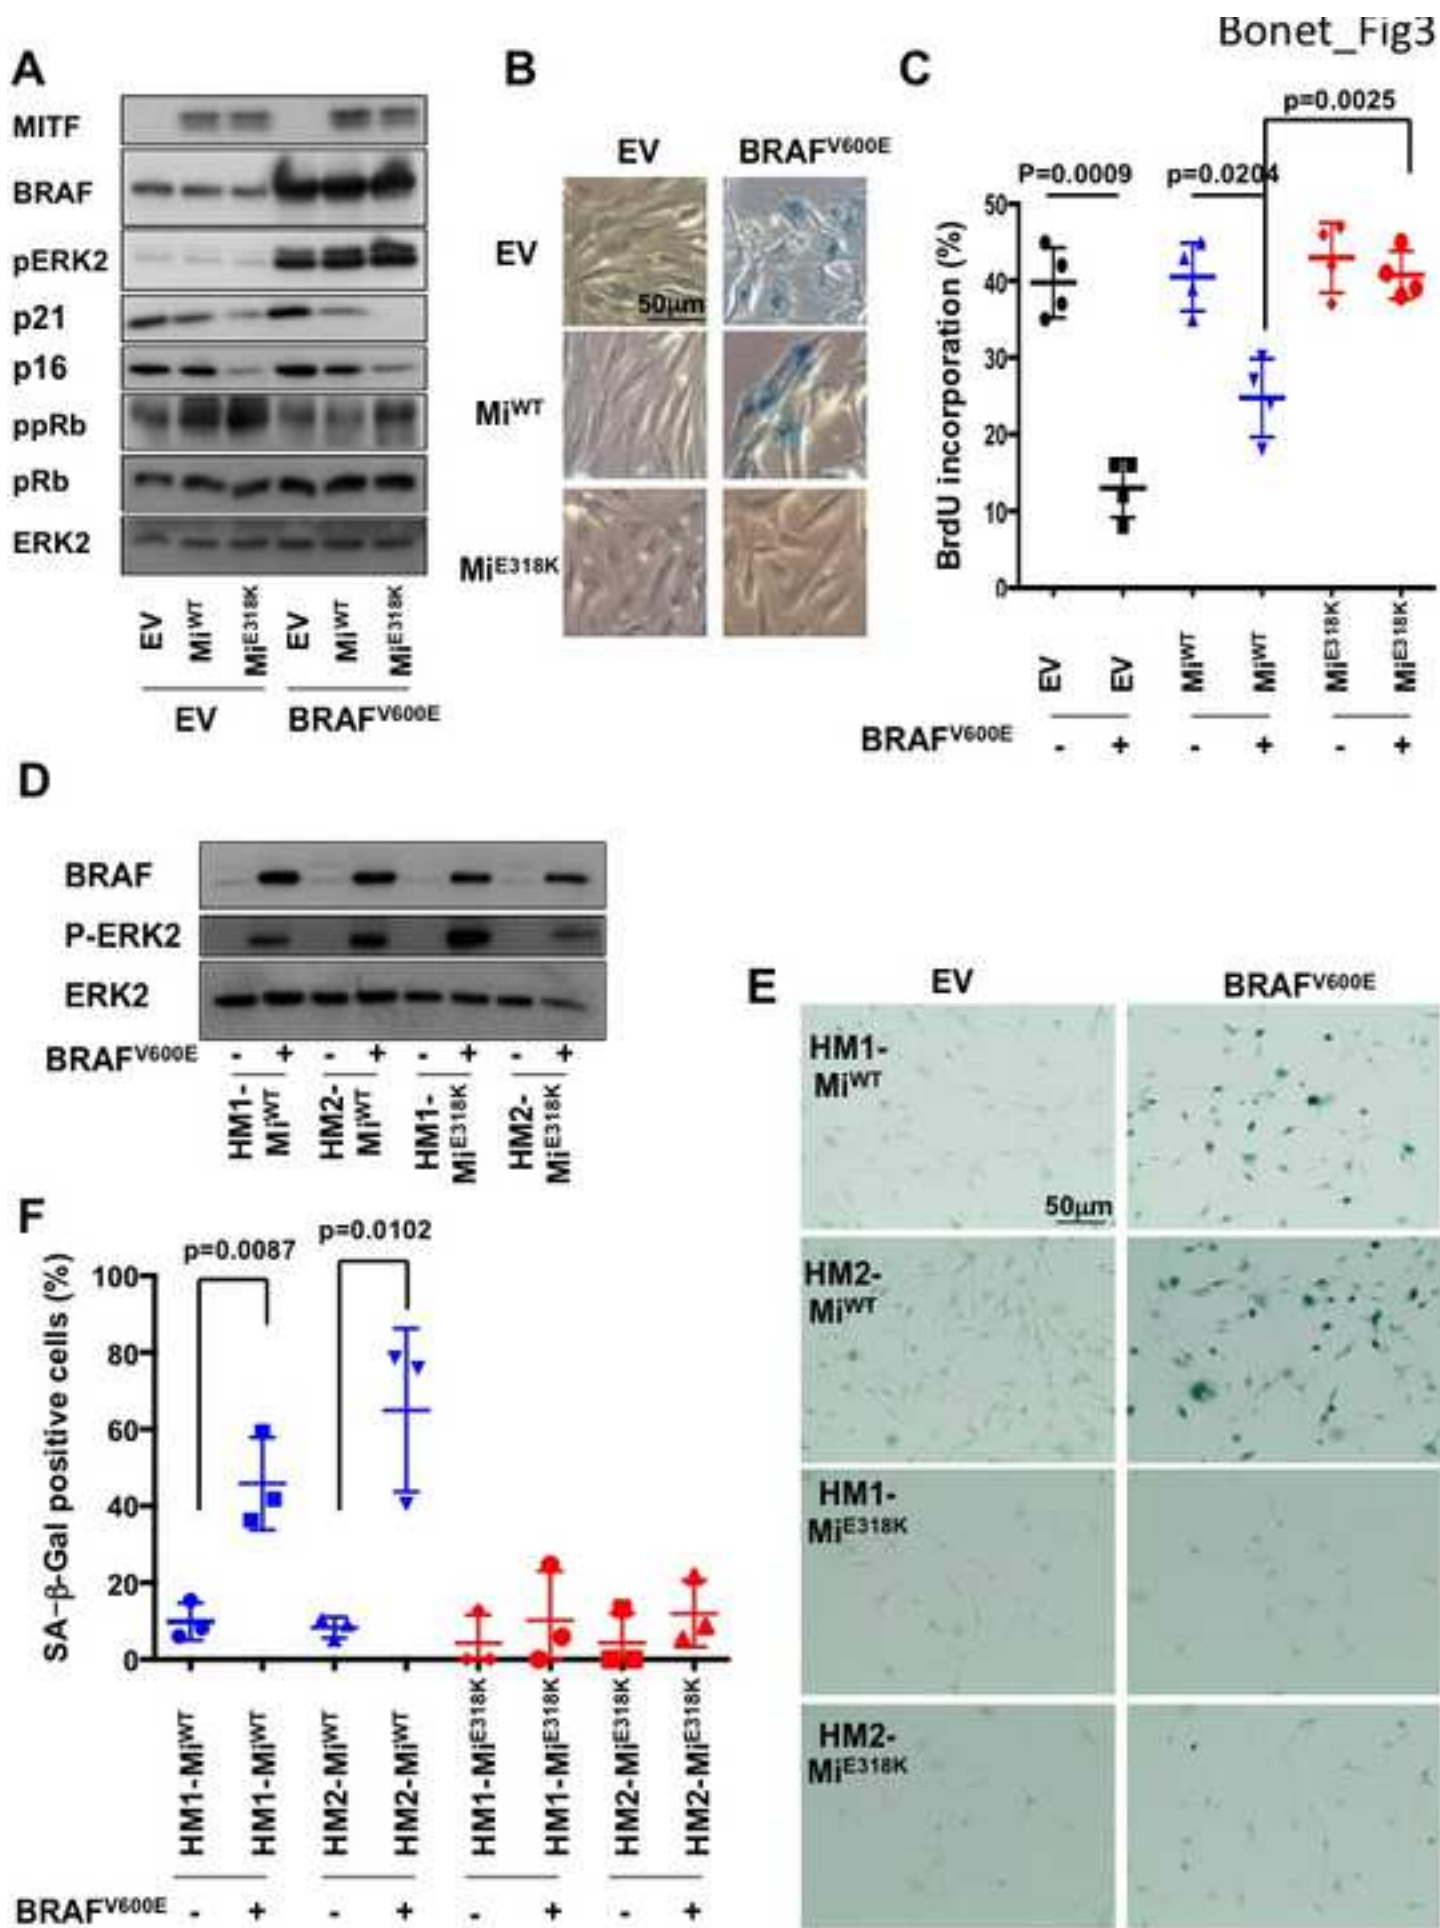 Bonet_Fig3
A
MITF
BRAF
pERK2
p21
p16
ppRb
pRb
ERK2
EV
Mi^WT
Mi^E318K
EV
Mi^WT
Mi^E318K
EV
BRAF^V600E
B
EV
BRAF^V600E
EV
50μm
Mi^WT
Mi^E318K
C
p=0.0025
P=0.0009
p=0.0204
BrdU incorporation (%)
50
40
30
20
10
0
EV
EV
Mi^WT
Mi^WT
Mi^E318K
Mi^E318K
BRAF^V600E
- + - + - +
D
BRAF
P-ERK2
ERK2
BRAF^V600E
- + - + - + - +
HM1-
Mi^WT
HM2-
Mi^WT
HM1-
Mi^E318K
HM2-
Mi^E318K
E
EV
BRAF^V600E
HM1-
Mi^WT
50μm
HM2-
Mi^WT
HM1-
Mi^E318K
HM2-
Mi^E318K
F
p=0.0087
p=0.0102
SA-β-Gal positive cells (%)
100
80
60
40
20
0
HM1-Mi^WT
HM1-Mi^WT
HM2-Mi^WT
HM2-Mi^WT
HM1-Mi^E318K
HM1-Mi^E318K
HM2-Mi^E318K
HM2-Mi^E318K
BRAF^V600E
- + - + - + - +